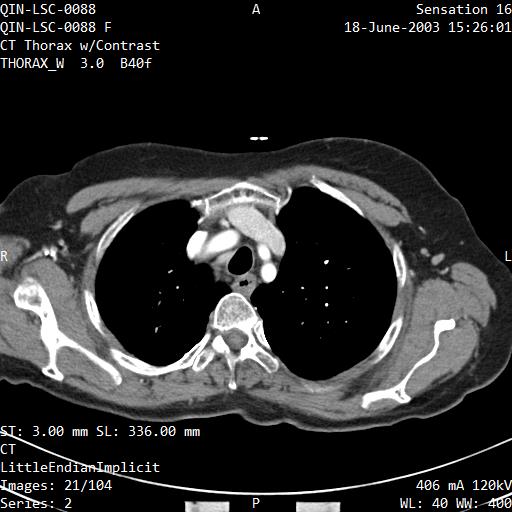 QIN-LSC-0088 A Sensation 16
QIN-LSC-0088 F 18-June-2003 15:26:01
CT Thorax w/Contrast
THORAX_W 3.0 B40f
R L
ST: 3.00 mm SL: 336.00 mm
CT
LittleEndianImplicit
Images: 21/104 406 mA 120kV
Series: 2 P WL: 40 WW: 400